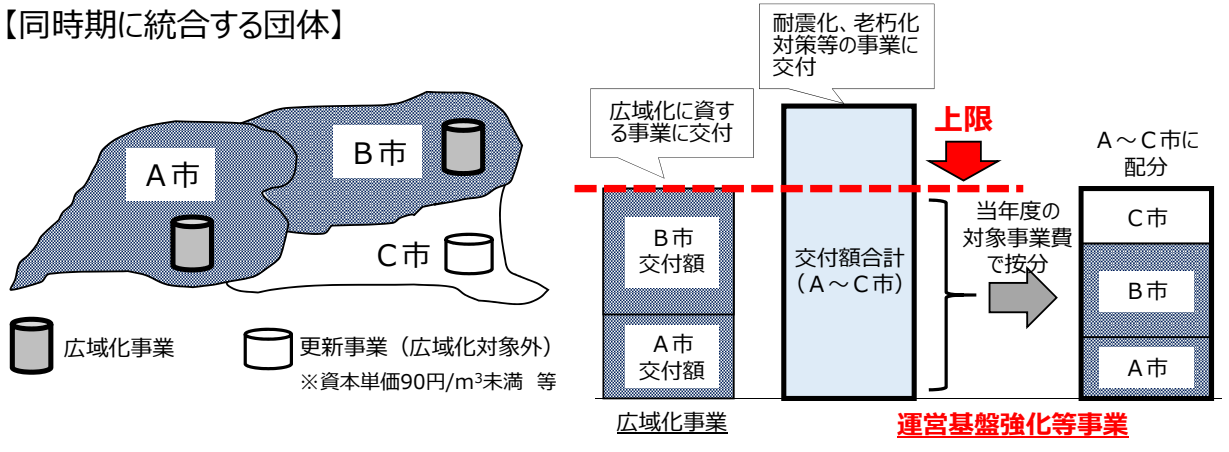 【同時期に統合する団体】
A市
B市
C市
広域化事業
更新事業（広域化対象外）
※資本単価90円/m³未満 等
広域化に資す
る事業に交付
耐震化、老朽化
対策等の事業に
交付
上限
B市
交付額
A市
交付額
広域化事業
交付額合計
（A～C市）
当年度の
対象事業費
で按分
A～C市に
配分
C市
B市
A市
運営基盤強化等事業